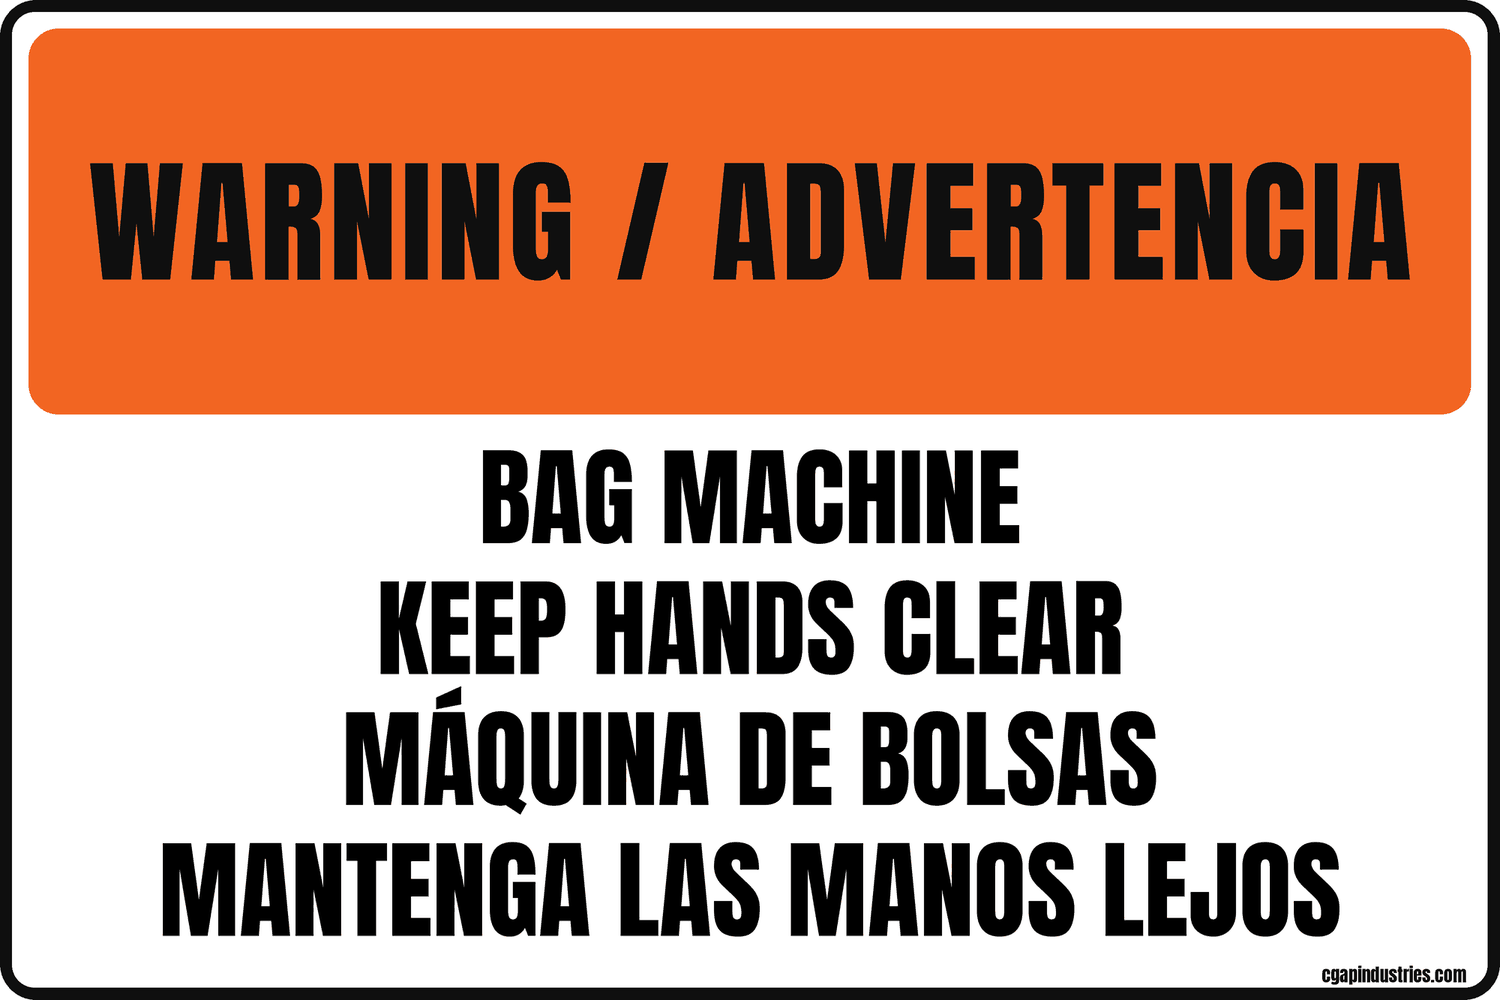 WARNING / ADVERTENCIA
BAG MACHINE
KEEP HANDS CLEAR
MÁQUINA DE BOLSAS
MANTENGA LAS MANOS LEJOS
cgapindustries.com